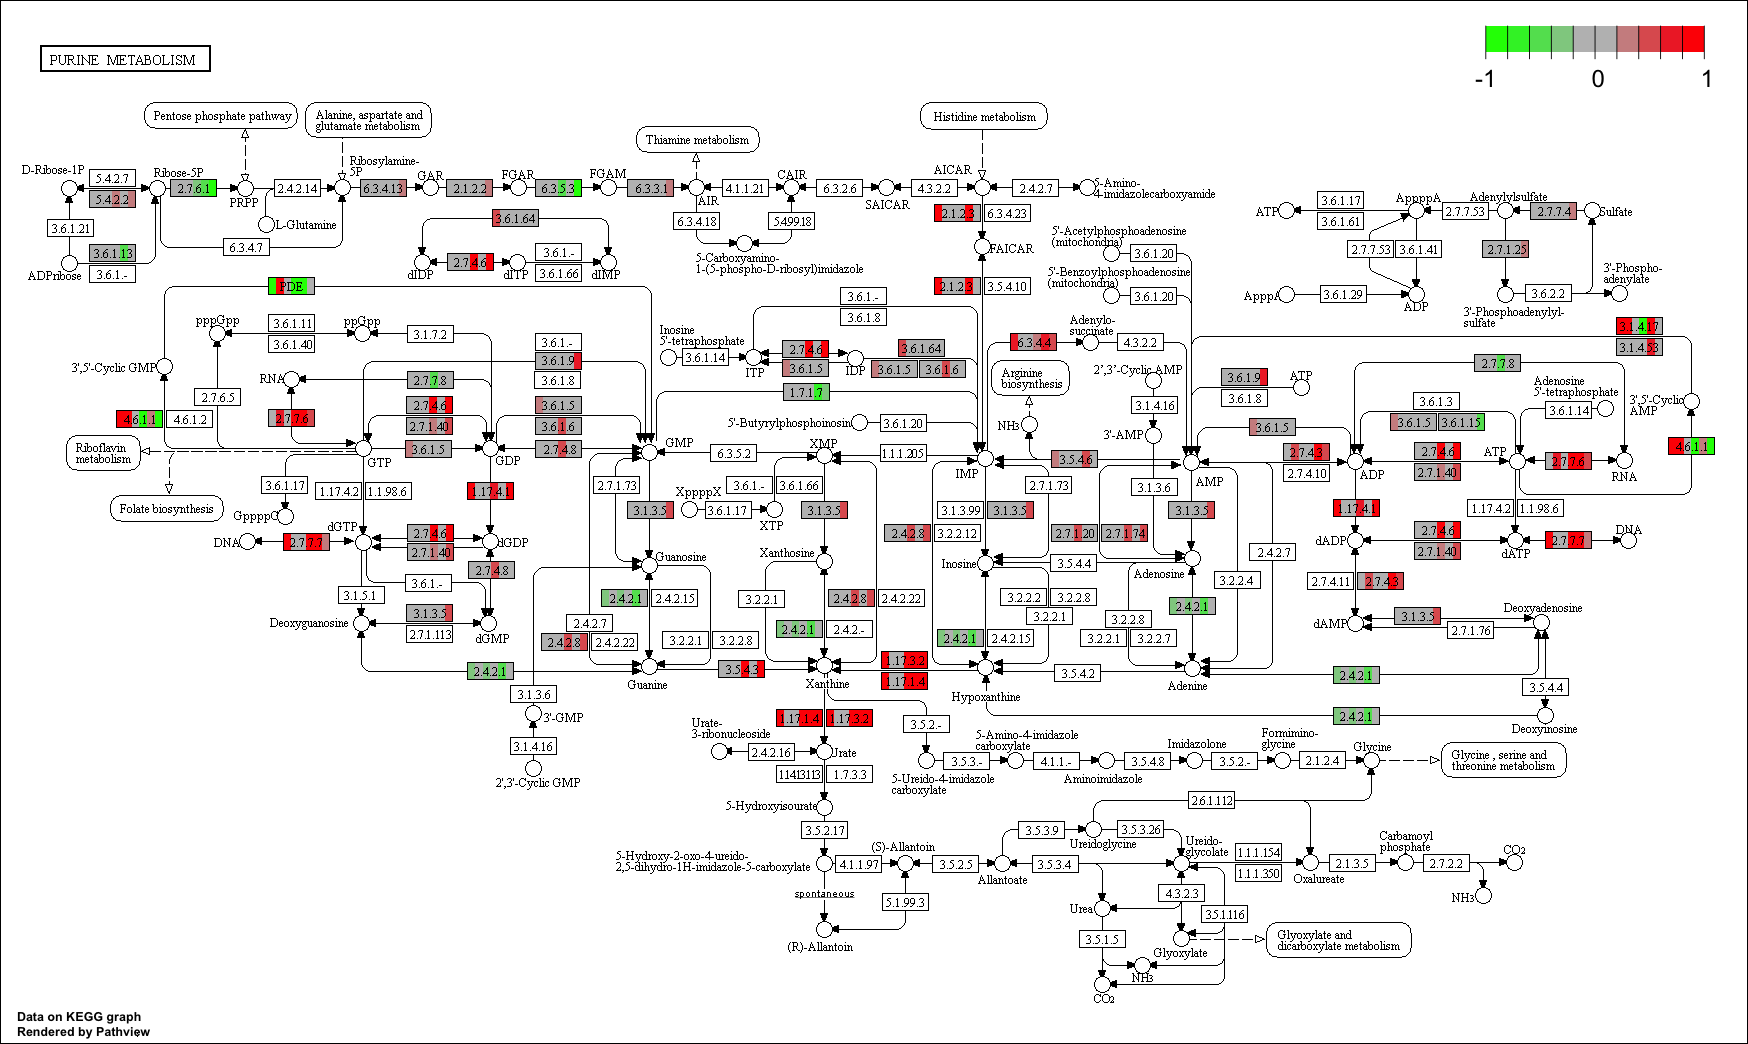 PURINE METABOLISM
-1
0
1
Pentose phosphate pathway
Alanine, aspartate and
glutamate metabolism
Thiamine metabolism
Histidine metabolism
D-Ribose-1P
5.4.2.7
5.4.2.2
Ribose-5P
2.7.6.1
PRPP
2.4.2.14
Ribosylamine-
5P
6.3.4.13
GAR
2.1.2.2
FGAR
6.3.5.3
FGAM
6.3.3.1
AIR
4.1.1.21
CAIR
6.3.2.6
SAICAR
4.3.2.2
AICAR
2.4.2.7
5-Amino-
4-imidazolecarboxyamide
3.6.1.21
L-Glutamine
6.3.4.7
3.6.1.13
3.6.1.-
ADPribose
3.6.1.64
dIDP
2.7.4.6
dITP
3.6.1.-
3.6.1.66
dIMP
6.3.4.18
5.4.99.18
5-Carboxyamino-
1-(5-phospho-D-ribosyl)imidazole
2.1.2.3
6.3.4.23
FAICAR
2.1.2.3
3.5.4.10
5'-Acetylphosphoadenosine
(mitochondria)
3.6.1.20
5'-Benzoylphosphoadenosine
(mitochondria)
3.6.1.20
ATP
3.6.1.17
3.6.1.61
AppppA
2.7.7.53
Adenylylsulfate
2.7.7.4
Sulfate
2.7.7.53
3.6.1.41
2.7.1.25
ApppA
3.6.1.29
ADP
3.6.2.2
3'-Phospho-
adenylate
3'-Phosphoadenylyl-
sulfate
PDE
pppGpp
3.6.1.11
3.6.1.40
ppGpp
3.1.7.2
3.6.1.-
3.6.1.9
3.6.1.8
3',5'-Cyclic GMP
RNA
2.7.7.8
2.7.6.5
4.6.1.1
4.6.1.2
2.7.7.6
2.7.4.6
2.7.1.40
3.6.1.5
3.6.1.5
3.6.1.6
2.7.4.8
Riboflavin
metabolism
GTP
GDP
Folate biosynthesis
3.6.1.17
GppppG
1.17.4.2
1.1.98.6
1.17.4.1
Inosine
5'-tetraphosphate
3.6.1.14
ITP
3.6.1.-
3.6.1.8
2.7.4.6
3.6.1.5
IDP
3.6.1.64
3.6.1.5
3.6.1.6
1.7.1.7
5'-Butyrylphosphoinosine
3.6.1.20
6.3.4.4
Adenylo-
succinate
4.3.2.2
Arginine
biosynthesis
NH3
2',3'-Cyclic AMP
3.1.4.16
3'-AMP
3.6.1.9
3.6.1.8
ATP
3.1.4.17
3.1.4.53
2.7.7.8
Adenosine
5'-tetraphosphate
3.6.1.14
3',5'-Cyclic
AMP
3.6.1.3
3.6.1.5
3.6.1.15
3.6.1.5
4.6.1.1
GMP
6.3.5.2
XMP
1.1.1.205
IMP
3.5.4.6
AMP
2.7.4.3
2.7.4.10
ADP
2.7.4.6
2.7.1.40
ATP
2.7.7.6
RNA
2.7.1.73
3.6.1.-
3.6.1.66
XppppX
3.6.1.17
XTP
2.7.1.73
3.1.3.6
3.1.3.5
3.1.3.5
3.1.3.99
3.1.3.5
3.1.3.5
1.17.4.1
1.17.4.2
1.1.98.6
DNA
2.7.7.7
dGTP
2.7.4.6
2.7.1.40
dGDP
2.7.4.8
2.4.2.8
3.2.2.12
2.7.1.20
2.7.1.74
2.4.2.7
dADP
2.7.4.6
2.7.1.40
dATP
2.7.7.7
DNA
Guanosine
Xanthosine
Inosine
3.5.4.4
Adenosine
3.6.1.-
3.1.5.1
2.7.4.11
2.7.4.3
2.4.2.1
2.4.2.15
3.2.2.1
2.4.2.8
2.4.2.22
3.2.2.2
3.2.2.8
3.2.2.1
3.2.2.4
2.4.2.1
3.2.2.8
Deoxyguanosine
3.1.3.5
2.7.1.113
dGMP
2.4.2.7
2.4.2.8
2.4.2.22
3.2.2.1
3.2.2.8
2.4.2.1
2.4.2.-
2.4.2.1
2.4.2.15
3.2.2.1
3.2.2.7
dAMP
3.1.3.5
2.7.1.76
Deoxyadenosine
2.4.2.1
3.1.3.6
Guanine
3.5.4.3
Xanthine
1.17.3.2
1.17.1.4
Hypoxanthine
3.5.4.2
Adenine
2.4.2.1
3.5.4.4
2.4.2.1
Deoxyinosine
3'-GMP
3.1.4.16
2',3'-Cyclic GMP
1.17.1.4
1.17.3.2
Urate-
3-ribonucleoside
2.4.2.16
Urate
3.5.2.-
1.14.13.113
1.7.3.3
5-Ureido-4-imidazole
carboxylate
3.5.3.-
5-Amino-4-imidazole
carboxylate
4.1.1.-
Aminoimidazole
3.5.4.8
Imidazolone
3.5.2.-
Formimino-
glycine
2.1.2.4
Glycine
Glycine , serine and
threonine metabolism
5-Hydroxyisourate
3.5.2.17
2.6.1.112
3.5.3.9
Ureidoglycine
3.5.3.26
Ureido-
glycolate
5-Hydroxy-2-oxo-4-ureido-
2,5-dihydro-1H-imidazole-5-carboxylate
4.1.1.97
(S)-Allantoin
3.5.2.5
Allantoate
3.5.3.4
1.1.1.154
1.1.1.350
Oxalureate
2.1.3.5
Carbamoyl
phosphate
2.7.2.2
CO2
NH3
spontaneous
5.1.99.3
(R)-Allantoin
Urea
4.3.2.3
3.5.1.116
3.5.1.5
Glyoxylate
Glyoxylate and
dicarboxylate metabolism
NH3
CO2
Data on KEGG graph
Rendered by Pathview